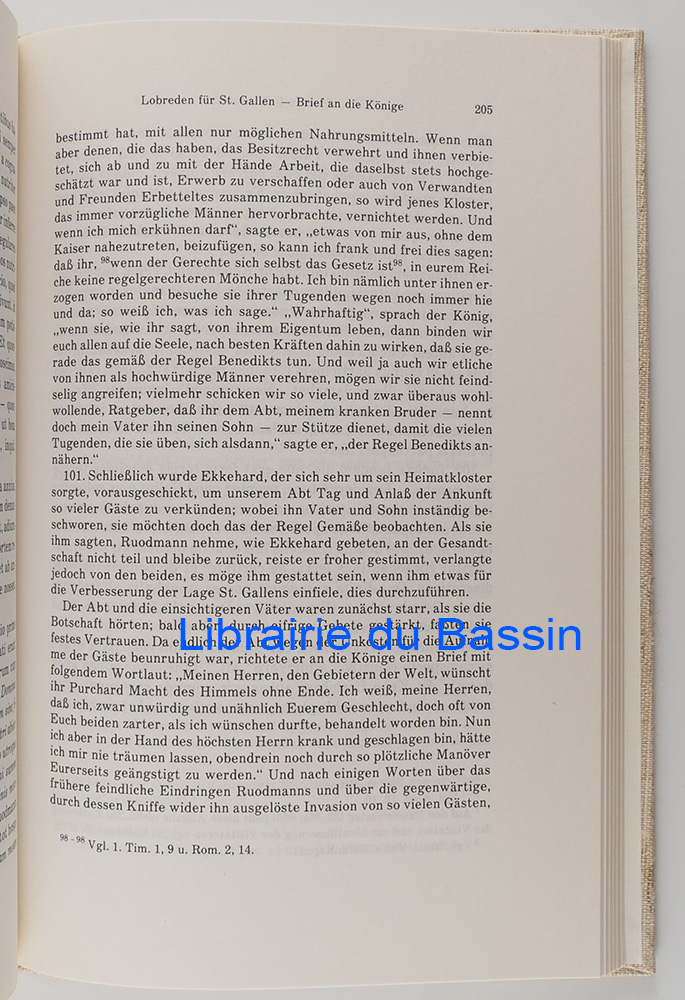 Lobreden für St. Gallen — Brief an die Könige 205
bestimmt hat, mit allen nur möglichen Nahrungsmitteln. Wenn man
aber denen, die das haben, das Besitzrecht verwehrt und ihnen verbie-
tet, sich ab und zu mit der Hände Arbeit, die daselbst stets hochge-
schätzt war und ist, Erwerb zu verschaffen oder auch von Verwandten
und Freunden Erbetteltes zusammenzubringen, so wird jenes Kloster,
das immer vorzügliche Männer hervorbrachte, vernichtet werden. Und
wenn ich mich erkühnen darf“, sagte er, „etwas von mir aus, ohne dem
Kaiser nahezutreten, beizufügen, so kann ich frank und frei dies sagen:
daß ihr, ⁹⁸wenn der Gerechte sich selbst das Gesetz ist⁹⁸, in eurem Rei-
che keine regelgerechteren Mönche habt. Ich bin nämlich unter ihnen er-
zogen worden und besuche sie ihrer Tugenden wegen noch immer hie
und da; so weiß ich, was ich sage.“ „Wahrhaftig“, sprach der König,
„wenn sie, wie ihr sagt, von ihrem Eigentum leben, dann binden wir
euch allen auf die Seele, nach besten Kräften dahin zu wirken, daß sie ge-
rade das gemäß der Regel Benedikts tun. Und weil ja auch wir etliche
von ihnen als hochwürdige Männer verehren, mögen wir sie nicht feind-
selig angreifen; vielmehr schicken wir so viele, und zwar überaus wohl-
wollende, Ratgeber, daß ihr dem Abt, meinem kranken Bruder — nennt
doch mein Vater ihn seinen Sohn — zur Stütze dienet, damit die vielen
Tugenden, die sie üben, sich alsdann,“ sagte er, „der Regel Benedikts an-
nähern.“
101. Schließlich wurde Ekkehard, der sich sehr um sein Heimatkloster
sorgte, vorausgeschickt, um unserem Abt Tag und Anlaß der Ankunft
so vieler Gäste zu verkünden; wobei ihn Vater und Sohn inständig be-
schworen, sie möchten doch das der Regel Gemäße beobachten. Als sie
ihm sagten, Ruodmann nehme, wie Ekkehard gebeten, an der Gesandt-
schaft nicht teil und bleibe zurück, reiste er froher gestimmt, verlangte
jedoch von den beiden, es möge ihm gestattet sein, wenn ihm etwas für
die Verbesserung der Lage St. Gallens einfiele, dies durchzuführen.
Der Abt und die einsichtigeren Väter waren zunächst starr, als sie die
Botschaft hörten; bald aber, durch eifrige Gebete gestärkt, faßten sie
festes Vertrauen. Da endlich der Abt wegen der Unkosten für die Aufnah-
me der Gäste beunruhigt war, richtete er an die Könige einen Brief mit
folgendem Wortlaut: „Meinen Herren, den Gebietern der Welt, wünscht
ihr Purchard Macht des Himmels ohne Ende. Ich weiß, meine Herren,
daß ich, zwar unwürdig und unähnlich Euerem Geschlecht, doch oft von
Euch beiden zarter, als ich wünschen durfte, behandelt worden bin. Nun
ich aber in der Hand des höchsten Herrn krank und geschlagen bin, hätte
ich mir nie träumen lassen, obendrein noch durch so plötzliche Manöver
Eurerseits geängstigt zu werden.“ Und nach einigen Worten über das
frühere feindliche Eindringen Ruodmanns und über die gegenwärtige,
durch dessen Kniffe wider ihn ausgelöste Invasion von so vielen Gästen,
⁹⁸⁻⁹⁸ Vgl. 1. Tim. 1, 9 u. Rom. 2, 14.
Librairie du Bassin